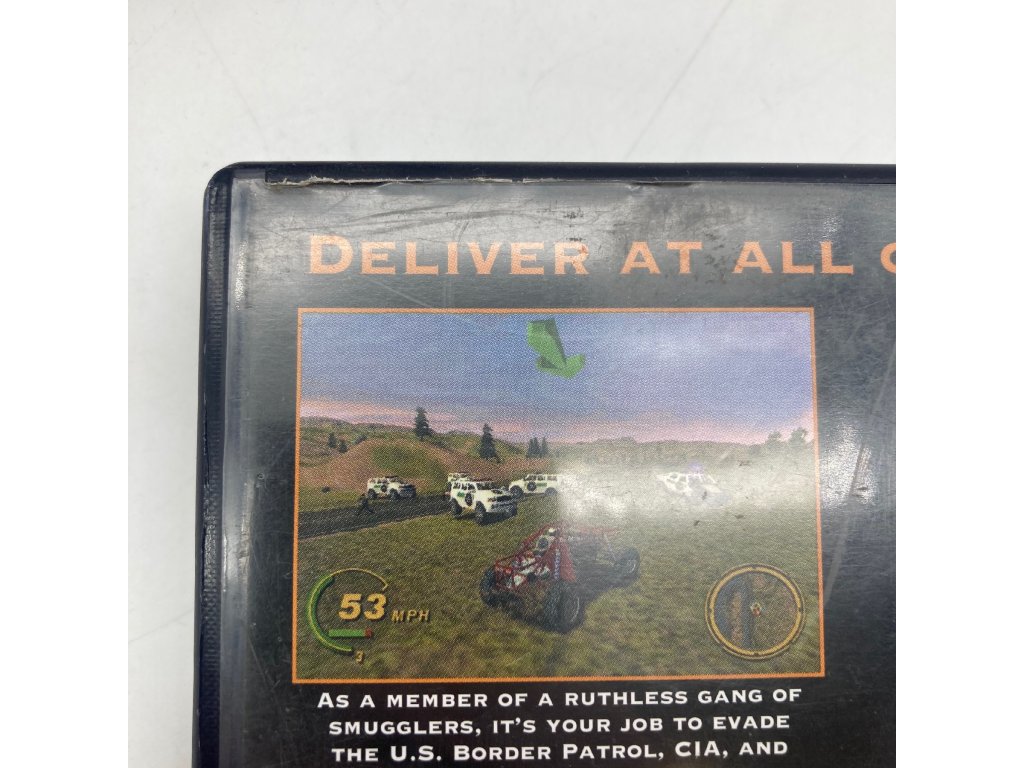 DELIVER AT ALL
53 MPH
3
AS A MEMBER OF A RUTHLESS GANG OF
SMUGGLERS, IT'S YOUR JOB TO EVADE
THE U.S. BORDER PATROL, CIA, AND